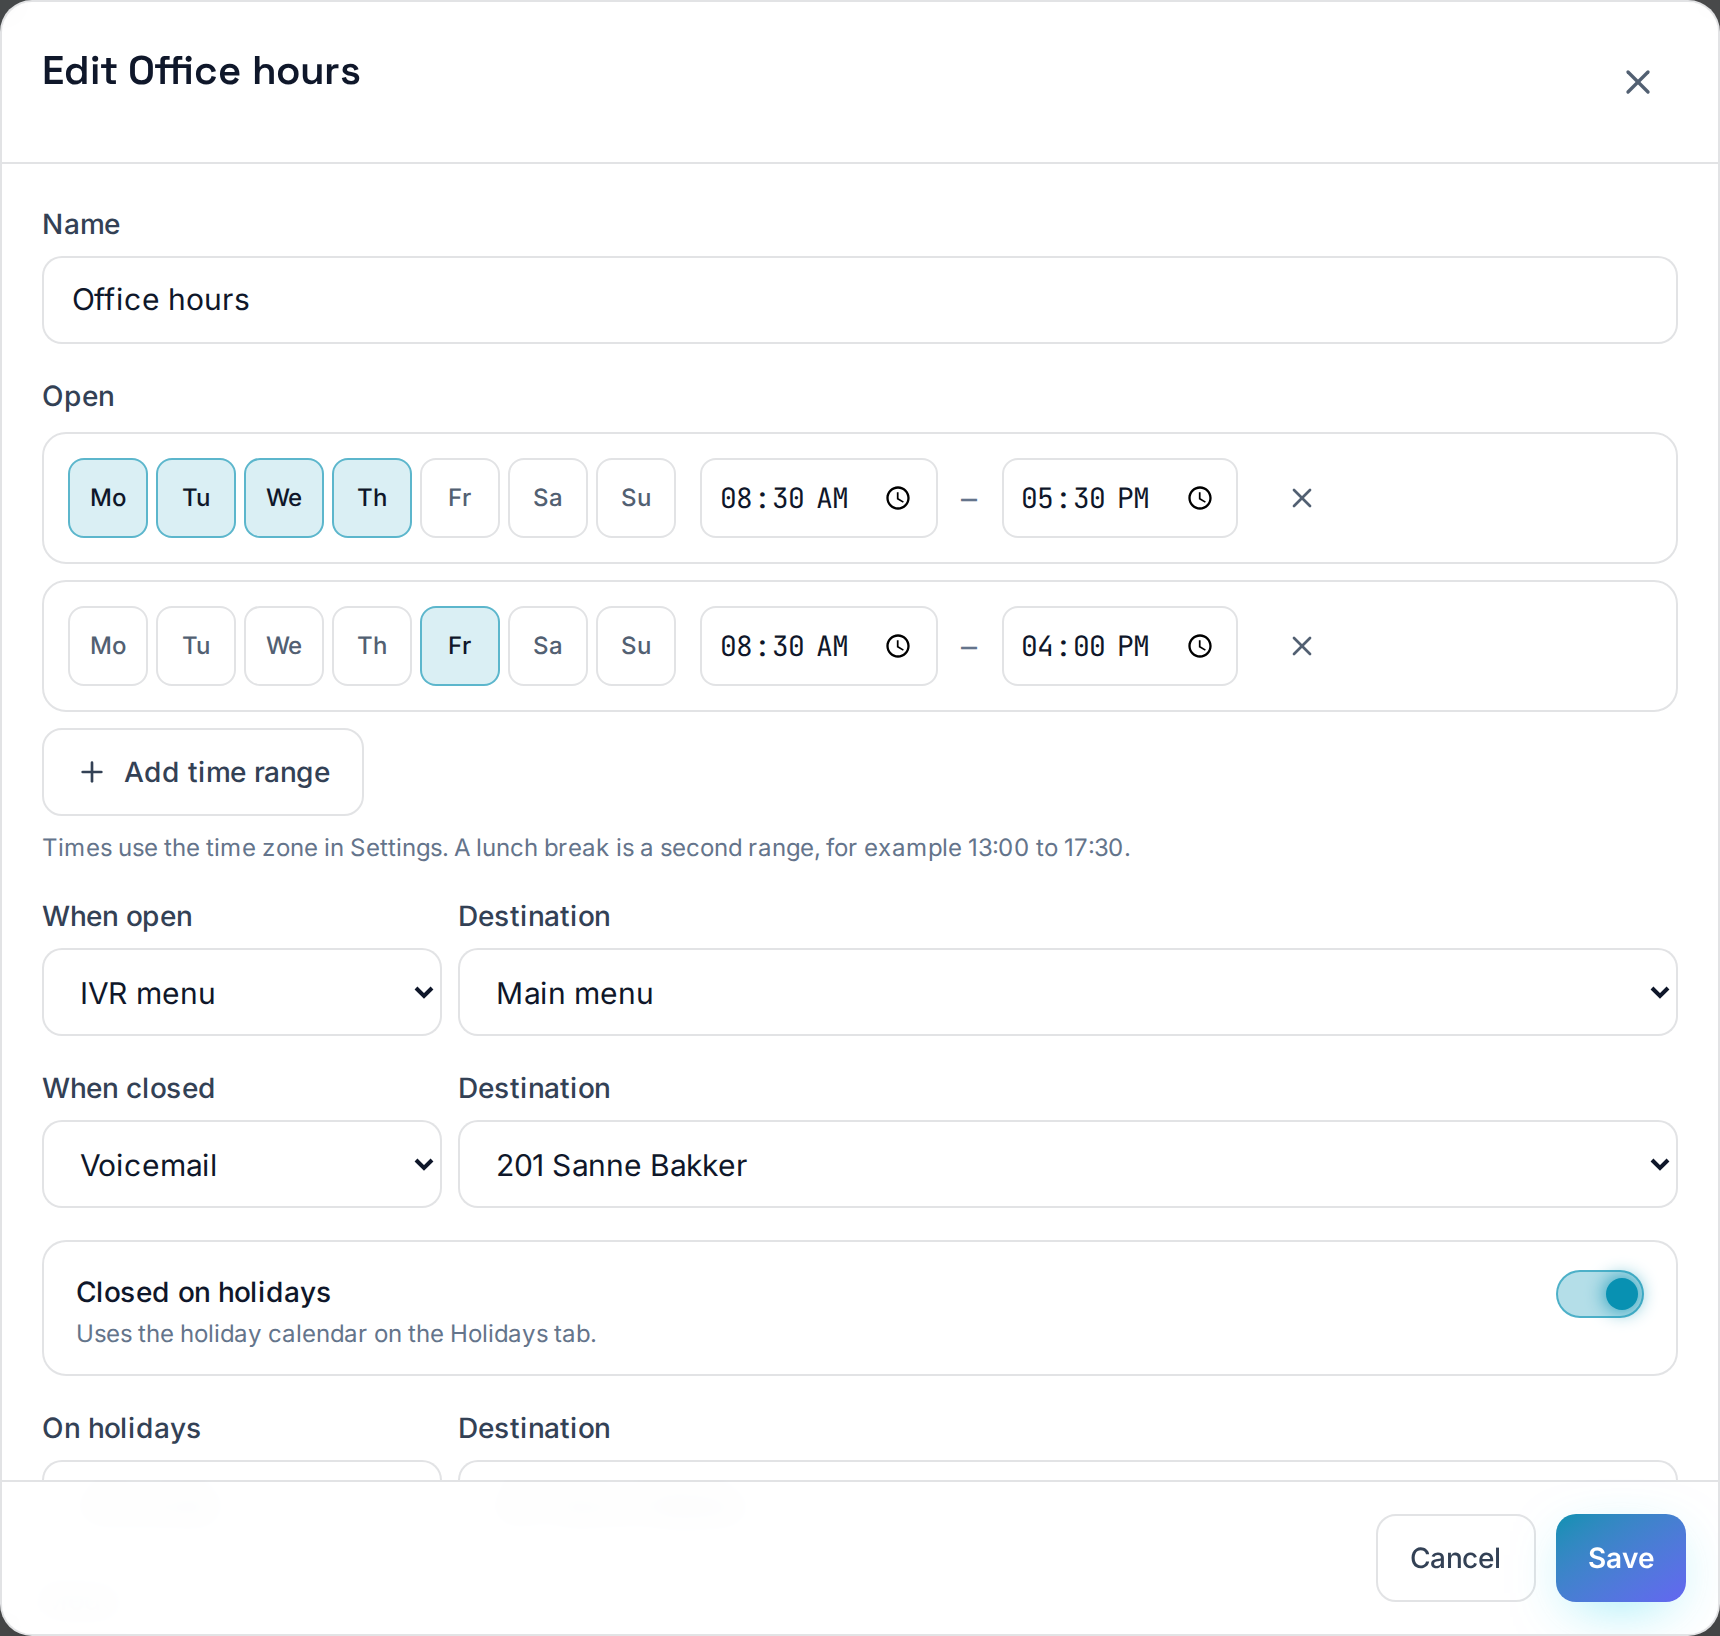 Edit Office hours
Name
Office hours
Open
Mo Tu We Th Fr Sa Su 08:30 AM – 05:30 PM
Mo Tu We Th Fr Sa Su 08:30 AM – 04:00 PM
Add time range
Times use the time zone in Settings. A lunch break is a second range, for example 13:00 to 17:30.
When open Destination
IVR menu Main menu
When closed Destination
Voicemail 201 Sanne Bakker
Closed on holidays
Uses the holiday calendar on the Holidays tab.
On holidays Destination
Cancel Save